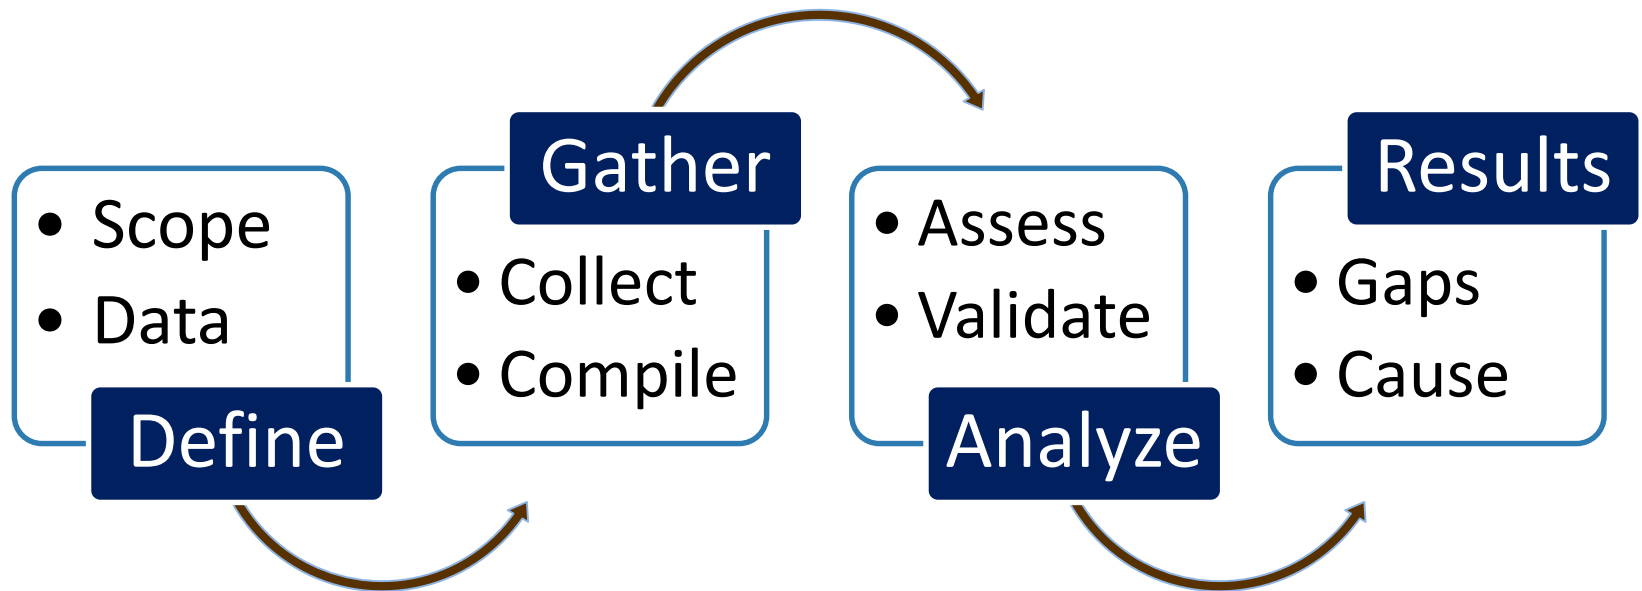 • Scope
• Data
Define
Gather
• Collect
• Compile
• Assess
• Validate
Analyze
Results
• Gaps
• Cause